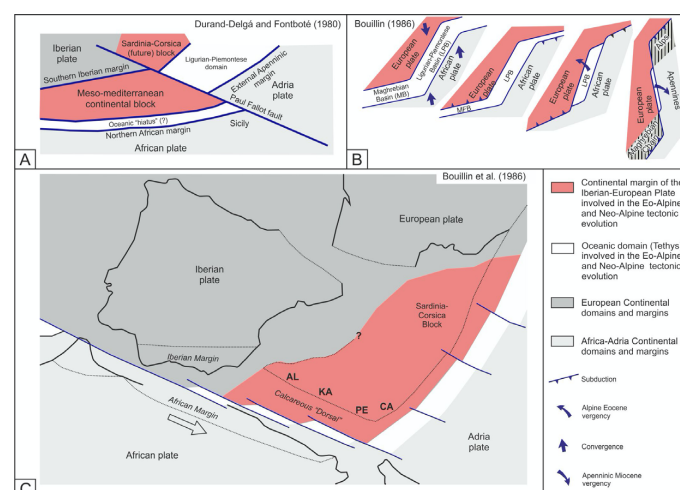 Durand-Delgá and Fontboté (1980)
Iberian
plate
Sardinia-Corsica
(future) block
Ligurian-Piemontese
domain
External Apenninic
margin
Adria
plate
Southern Iberian margin
Meso-mediterranean
continental block
Paul Fallot fault
Oceanic "hiatus" (?)
Northern African margin
Sicily
African plate
A
Bouillin (1986)
European
plate
Ligurian-Piemontese
Basin (LPB)
African
plate
Maghrebian
Basin (MB)
European
plate
LPB
African
plate
MFB
European
plate
LPB
African
plate
Alps
European
plate
Apennines
Maghrebian
Chain
B
Bouillin et al. (1986)
European plate
Iberian
plate
Sardinia-
Corsica
Block
?
Iberian Margin
AL
KA
PE
CA
Calcareous "Dorsal"
African Margin
African plate
Adria
plate
C
Continental margin of the
Iberian-European Plate
involved in the Eo-Alpine
and Neo-Alpine tectonic
evolution
Oceanic domain (Tethys)
involved in the Eo-Alpine
and Neo-Alpine tectonic
evolution
European Continental
domains and margins
Africa-Adria Continental
domains and margins
Subduction
Alpine Eocene
vergency
Convergence
Apenninic Miocene
vergency